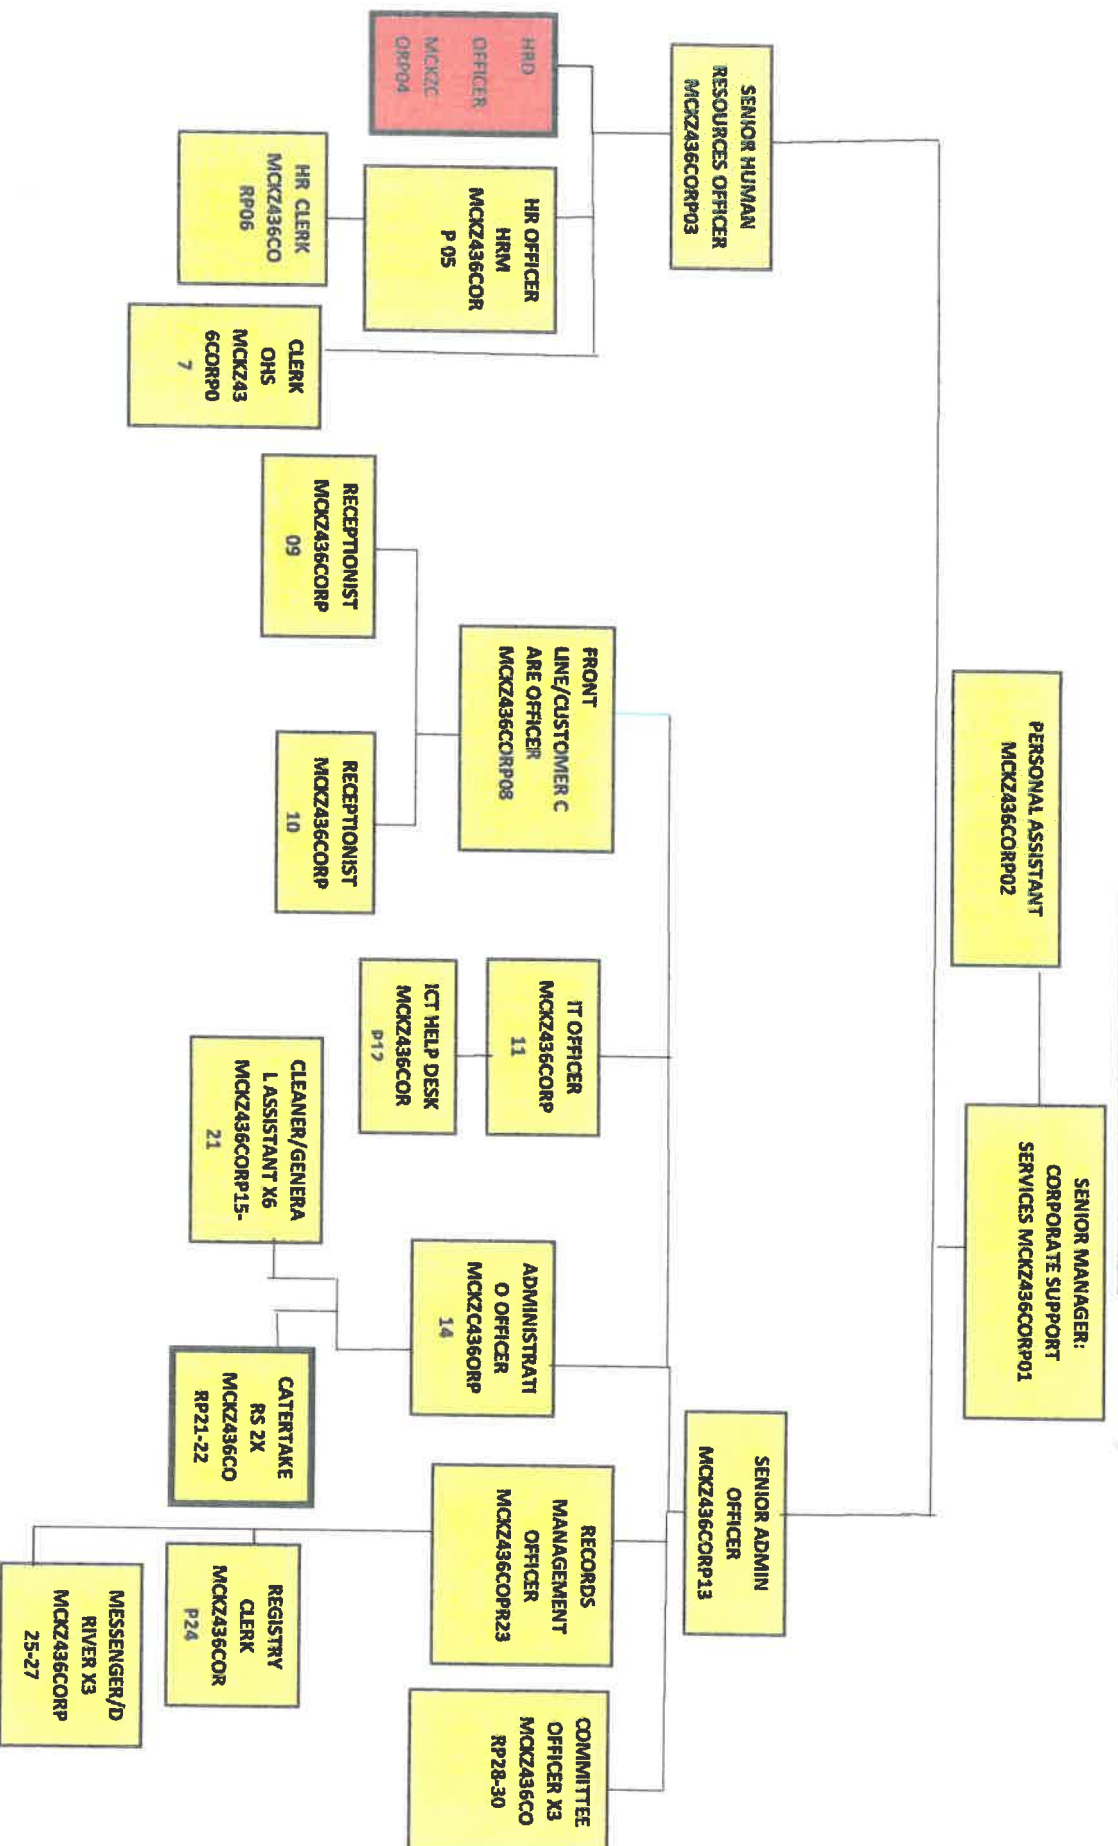 SENIOR MANAGER:
CORPORATE SUPPORT
SERVICES MCKZ436CORP01
PERSONAL ASSISTANT
MCKZ436CORP02
SENIOR HUMAN
RESOURCES OFFICER
MCKZ436CORP03
SENIOR ADMIN
OFFICER
MCKZ436CORP13
HRD
OFFICER
MCKZC
ORP04
HR OFFICER
HRM
MCKZ436COR
P 05
HR CLERK
MCKZ436CO
RP06
CLERK
OHS
MCKZ43
6CORP0
7
FRONT
LINE/CUSTOMER C
ARE OFFICER
MCKZ436CORP08
RECEPTIONIST
MCKZ436CORP
09
RECEPTIONIST
MCKZ436CORP
10
IT OFFICER
MCKZ436CORP
11
ICT HELP DESK
MCKZ436COR
P12
ADMINISTRATI
O OFFICER
MCKZC436ORP
14
CLEANER/GENERA
L ASSISTANT X6
MCKZ436CORP15-
21
CATERTAKE
RS 2X
MCKZ436CO
RP21-22
RECORDS
MANAGEMENT
OFFICER
MCKZ436COPR23
REGISTRY
CLERK
MCKZ436COR
P24
MESSENGER/D
RIVER X3
MCKZ436CORP
25-27
COMMITTEE
OFFICER X3
MCKZ436CO
RP28-30